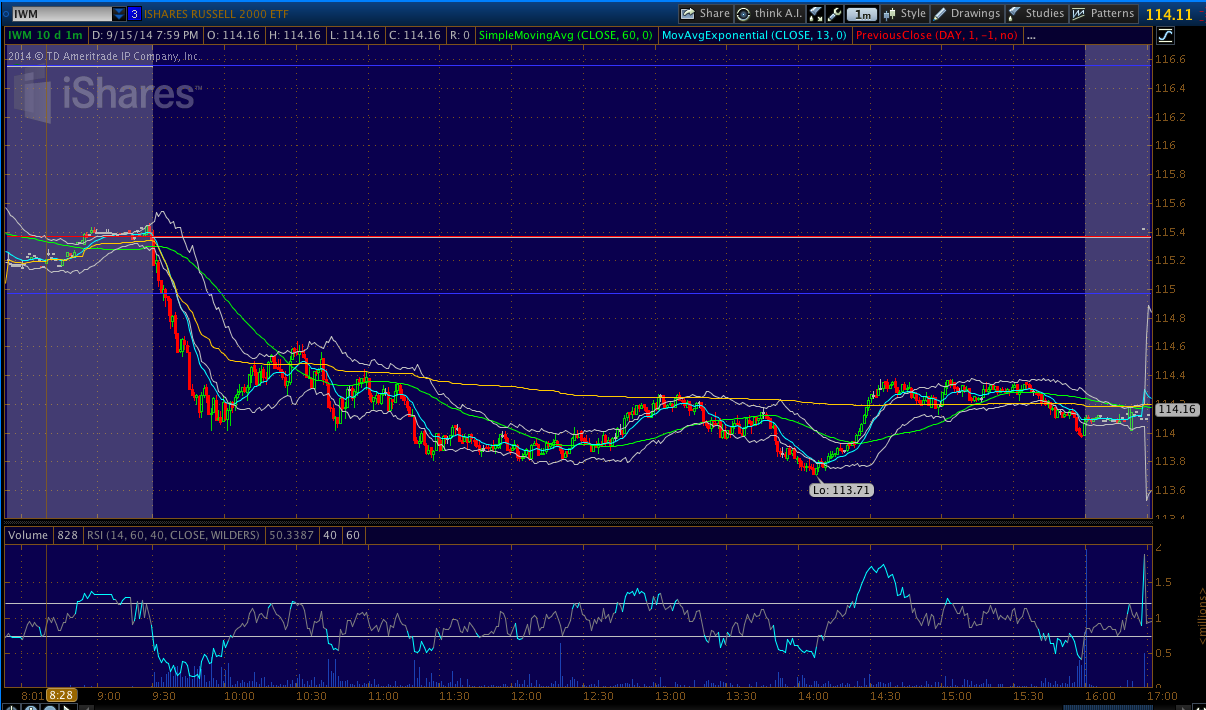 IWM 3 ISHARES RUSSELL 2000 ETF Share think A.I. 1m Style Drawings Studies Patterns 114.11
IWM 10 d 1m D: 9/15/14 7:59 PM O: 114.16 H: 114.16 L: 114.16 C: 114.16 R: 0 SimpleMovingAvg (CLOSE, 60, 0) MovAvgExponential (CLOSE, 13, 0) PreviousClose (DAY, 1, -1, no) ...
2014 © TD Ameritrade IP Company, Inc.
iShares™
116.6
116.4
116.2
116
115.8
115.6
115.4
115.2
115
114.8
114.6
114.4
114.2
114.16
114
113.8
Lo: 113.71
113.6
113.4
Volume 828 RSI (14, 60, 40, CLOSE, WILDERS) 50.3387 40 60
2
1.5
1
0.5
0
<millions>
8:01 8:28 9:00 9:30 10:00 10:30 11:00 11:30 12:00 12:30 13:00 13:30 14:00 14:30 15:00 15:30 16:00 17:00